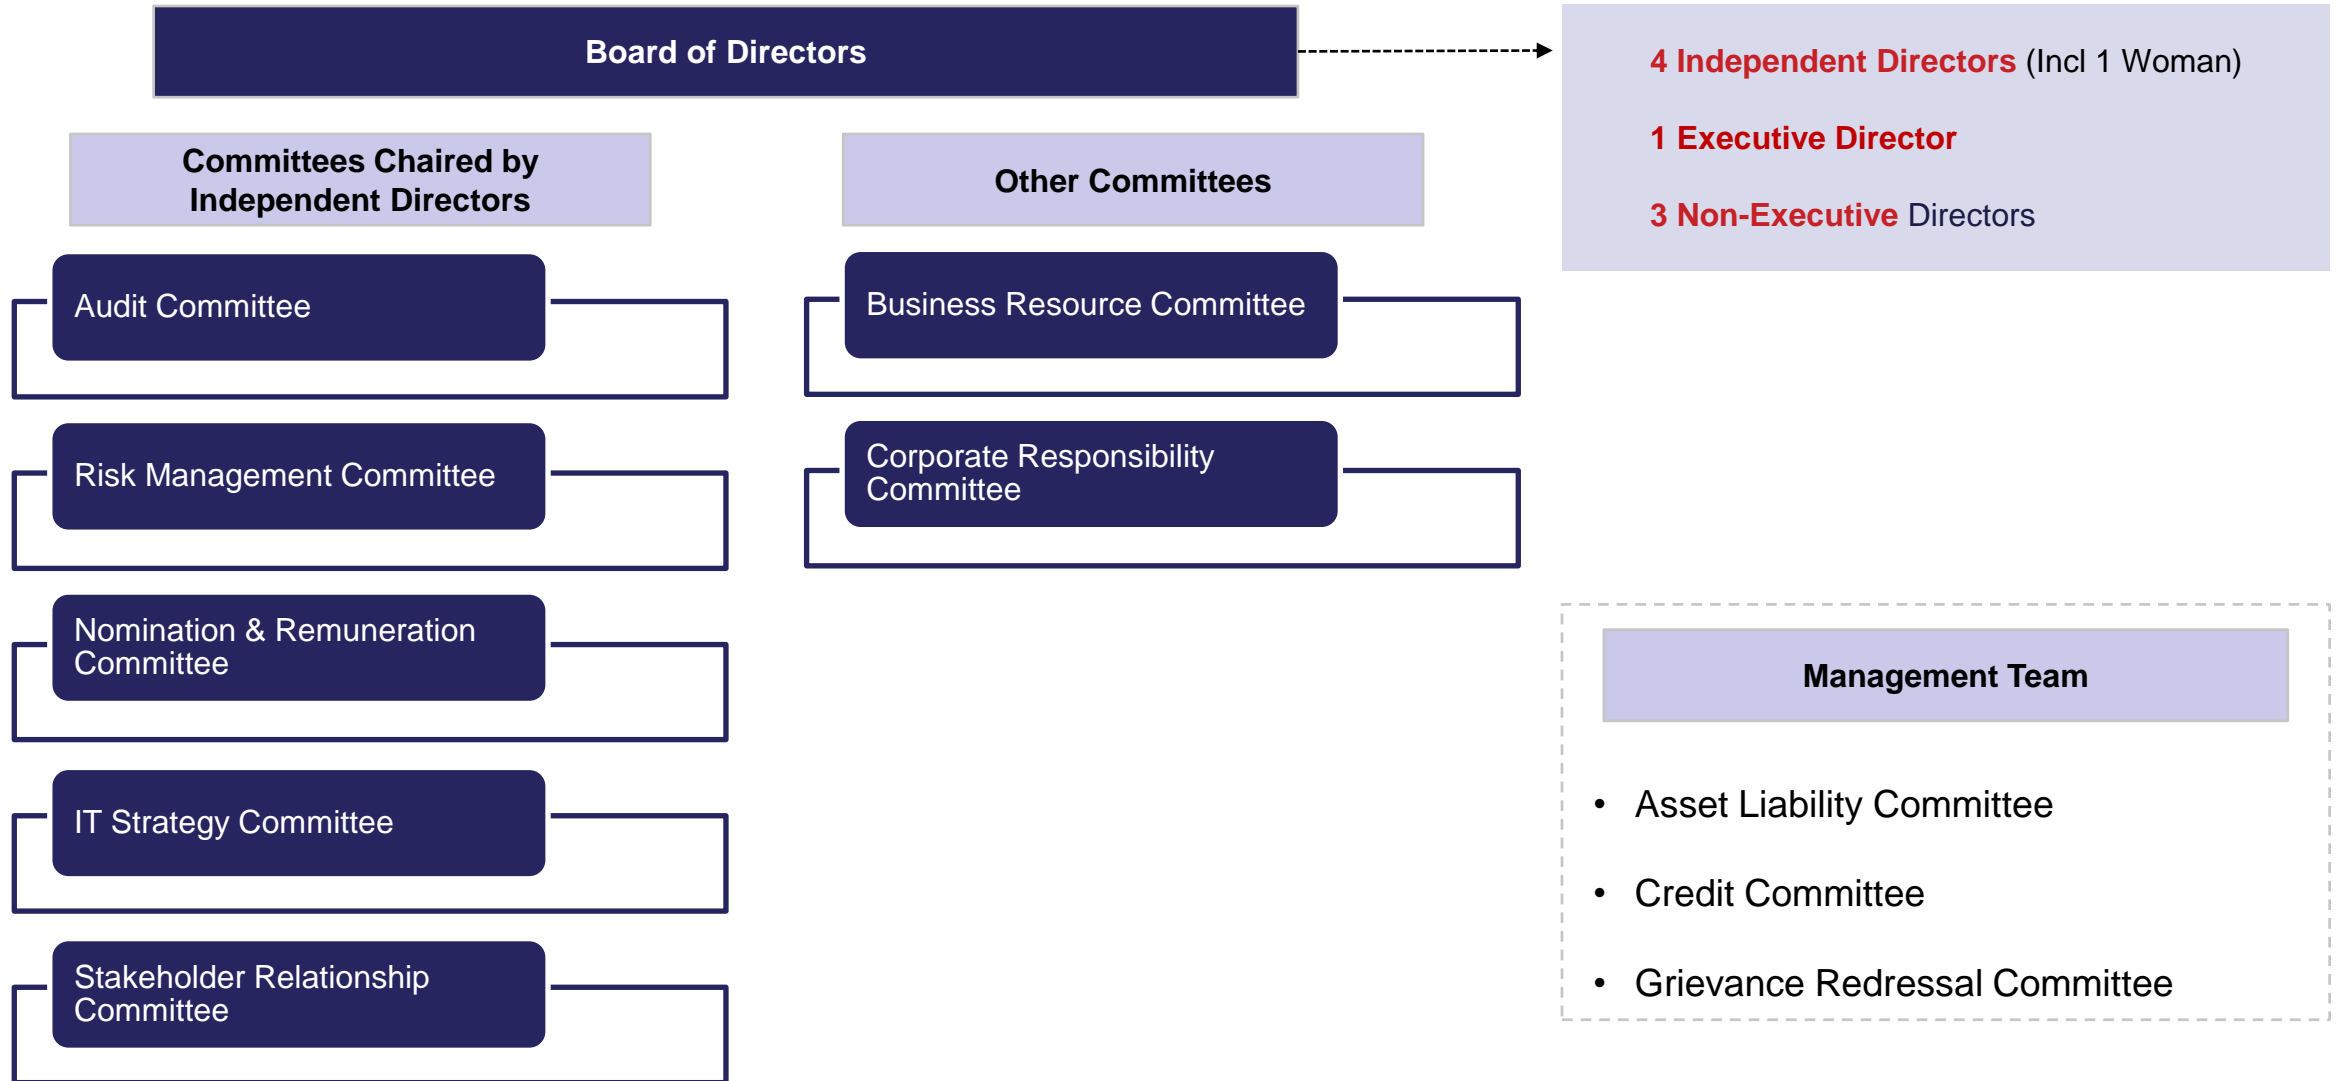 Board of Directors
4 Independent Directors (Incl 1 Woman)
1 Executive Director
3 Non-Executive Directors
Committees Chaired by
Independent Directors
Audit Committee
Risk Management Committee
Nomination & Remuneration
Committee
IT Strategy Committee
Stakeholder Relationship
Committee
Other Committees
Business Resource Committee
Corporate Responsibility
Committee
Management Team
• Asset Liability Committee
• Credit Committee
• Grievance Redressal Committee